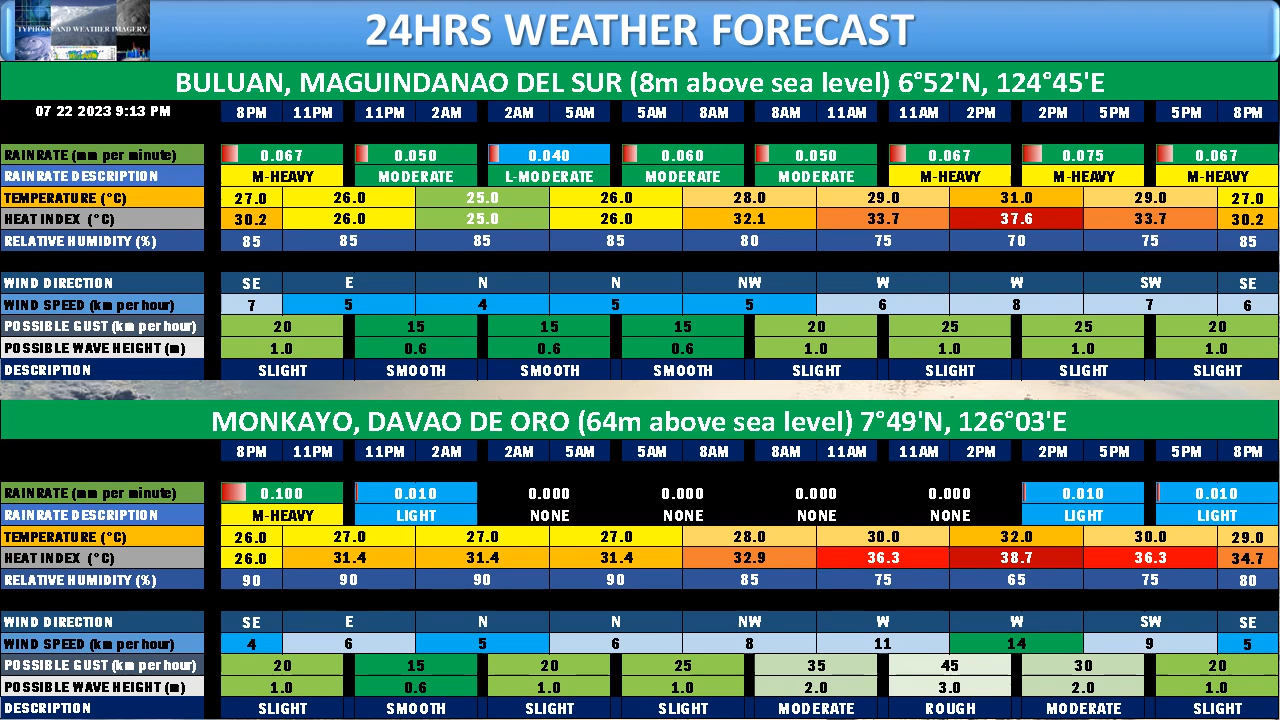 TYPHOON AND WEATHER IMAGERY
24HRS WEATHER FORECAST
BULUAN, MAGUINDANAO DEL SUR (8m above sea level) 6°52'N, 124°45'E
07 22 2023 9:13 PM 8PM 11PM 11PM 2AM 2AM 5AM 5AM 8AM 8AM 11AM 11AM 2PM 2PM 5PM 5PM 8PM
RAINRATE (mm per minute) 0.067 0.050 0.040 0.060 0.050 0.067 0.075 0.067
RAINRATE DESCRIPTION M-HEAVY MODERATE L-MODERATE MODERATE MODERATE M-HEAVY M-HEAVY M-HEAVY
TEMPERATURE (°C) 27.0 26.0 25.0 26.0 28.0 29.0 31.0 29.0 27.0
HEAT INDEX (°C) 30.2 26.0 25.0 26.0 32.1 33.7 37.6 33.7 30.2
RELATIVE HUMIDITY (%) 85 85 85 85 80 75 70 75 85
WIND DIRECTION SE E N N NW W W SW SE
WIND SPEED (km per hour) 7 5 4 5 5 6 8 7 6
POSSIBLE GUST (km per hour) 20 15 15 15 20 25 25 20
POSSIBLE WAVE HEIGHT (m) 1.0 0.6 0.6 0.6 1.0 1.0 1.0 1.0
DESCRIPTION SLIGHT SMOOTH SMOOTH SMOOTH SLIGHT SLIGHT SLIGHT SLIGHT
MONKAYO, DAVAO DE ORO (64m above sea level) 7°49'N, 126°03'E
8PM 11PM 11PM 2AM 2AM 5AM 5AM 8AM 8AM 11AM 11AM 2PM 2PM 5PM 5PM 8PM
RAINRATE (mm per minute) 0.100 0.010 0.000 0.000 0.000 0.000 0.010 0.010
RAINRATE DESCRIPTION M-HEAVY LIGHT NONE NONE NONE NONE LIGHT LIGHT
TEMPERATURE (°C) 26.0 27.0 27.0 27.0 28.0 30.0 32.0 30.0 29.0
HEAT INDEX (°C) 26.0 31.4 31.4 31.4 32.9 36.3 38.7 36.3 34.7
RELATIVE HUMIDITY (%) 90 90 90 90 85 75 65 75 80
WIND DIRECTION SE E N N NW W W SW SE
WIND SPEED (km per hour) 4 6 5 6 8 11 14 9 5
POSSIBLE GUST (km per hour) 20 15 20 25 35 45 30 20
POSSIBLE WAVE HEIGHT (m) 1.0 0.6 1.0 1.0 2.0 3.0 2.0 1.0
DESCRIPTION SLIGHT SMOOTH SLIGHT SLIGHT MODERATE ROUGH MODERATE SLIGHT